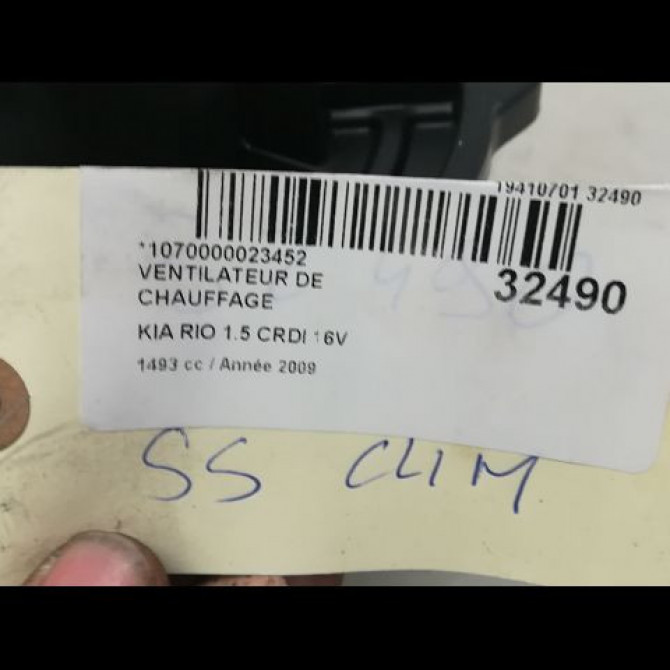 19410701 32490
*1070000023452
32490
VENTILATEUR DE
CHAUFFAGE
KIA RIO 1.5 CRDI 16V
1493 cc / Année 2009
SS CLIM